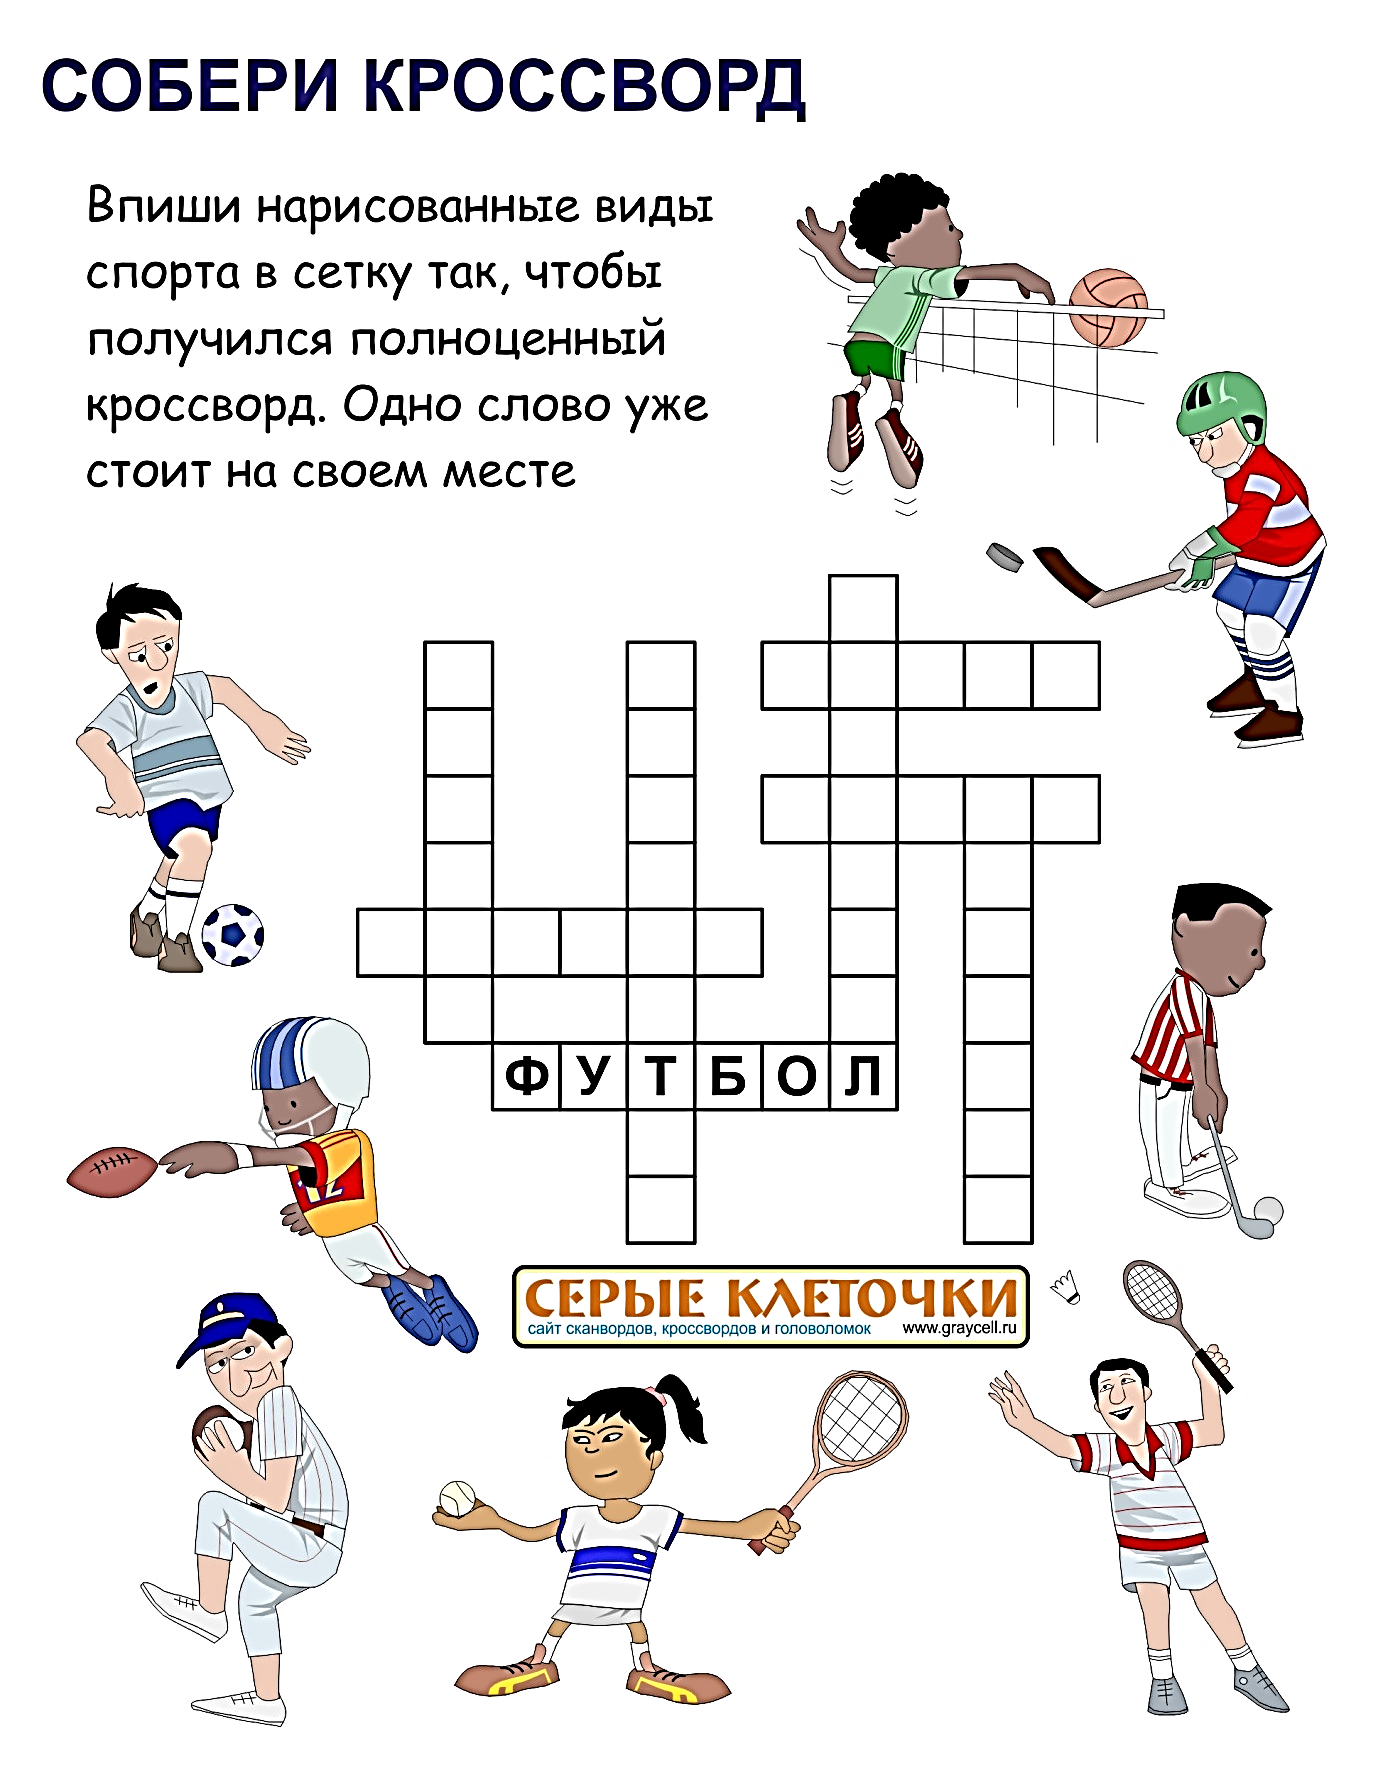 СОБЕРИ КРОССВОРД
Впиши нарисованные виды
спорта в сетку так, чтобы
получился полноценный
кроссворд. Одно слово уже
стоит на своем месте
ФУТБОЛ
12
СЕРЫЕ КЛЕТОЧКИ
сайт сканвордов, кроссвордов и головоломок www.graycell.ru